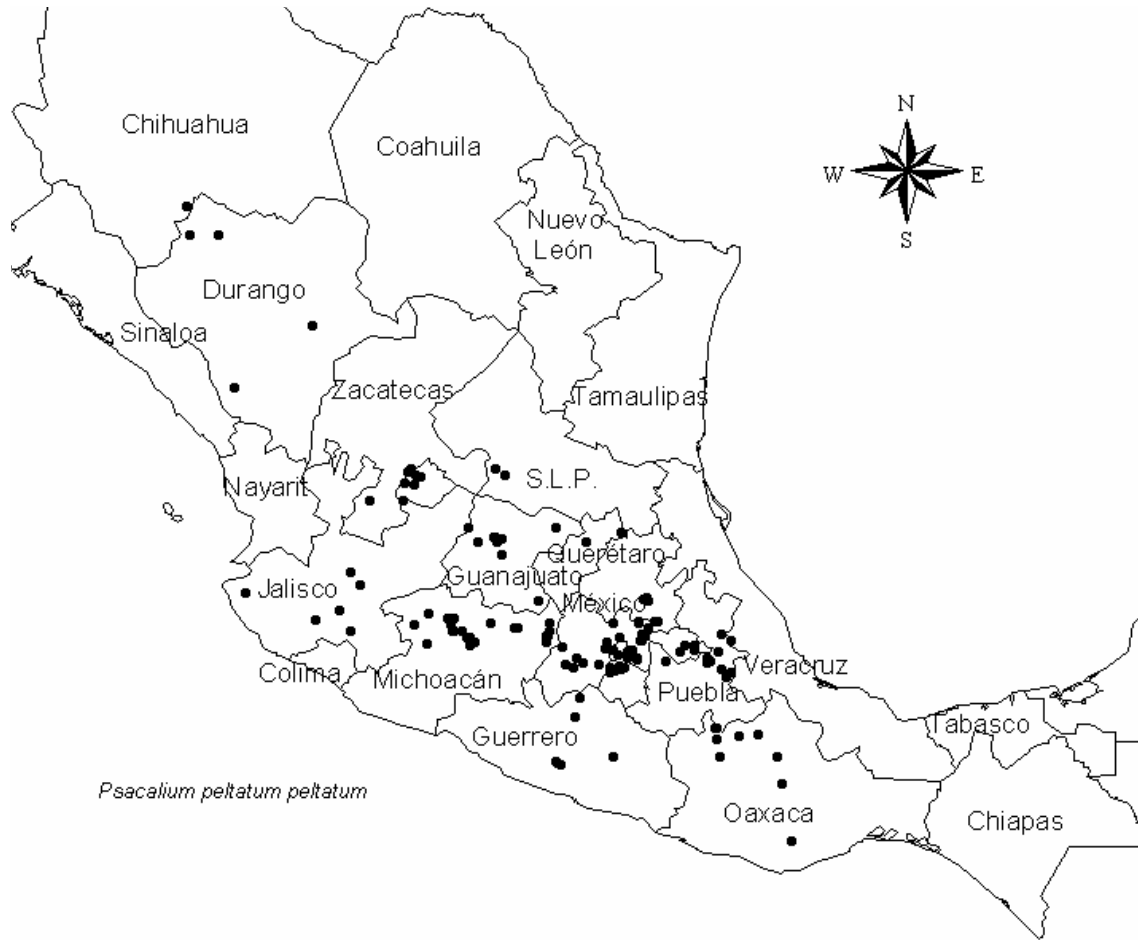 N
Chihuahua
Coahuila
W
E
Nuevo
León
S
Durango
Sinaloa
Zacatecas
Tamaulipas
Nayarit
S.L.P.
Querétaro
Guanajuato
Jalisco
México
Colima
Michoacán
Veracruz
Puebla
Tabasco
Guerrero
Psacalium peltatum peltatum
Oaxaca
Chiapas